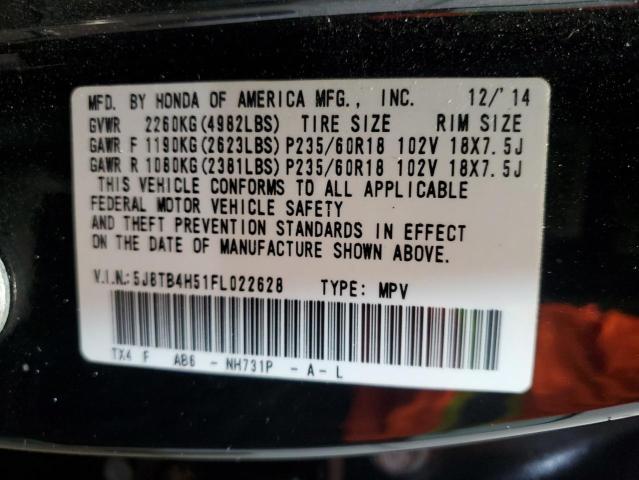 MFD. BY HONDA OF AMERICA MFG., INC. 12/'14
GVWR 2260KG(4982LBS) TIRE SIZE RIM SIZE
GAWR F 1190KG(2623LBS)P235/60R18 102V 18X7.5J
GAWR R 1080KG(2381LBS)P235/60R18 102V 18X7.5J
THIS VEHICLE CONFORMS TO ALL APPLICABLE
FEDERAL MOTOR VEHICLE SAFETY
AND THEFT PREVENTION STANDARDS IN EFFECT
ON THE DATE OF MANUFACTURE SHOWN ABOVE.
V.I.N.:5J8TB4H51FL022628 TYPE: MPV
TX4 F AB6 - NH731P - A - L